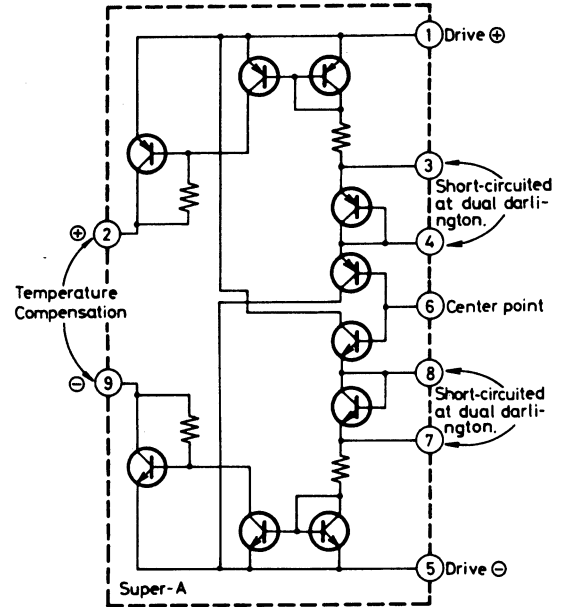 1 Drive ⊕
3
Short-circuited
at dual darli-
ngton.
4
⊕ 2
Temperature
Compensation
6 Center point
⊖ 9
8
Short-circuited
at dual darli-
ngton.
7
Super-A
5 Drive ⊖